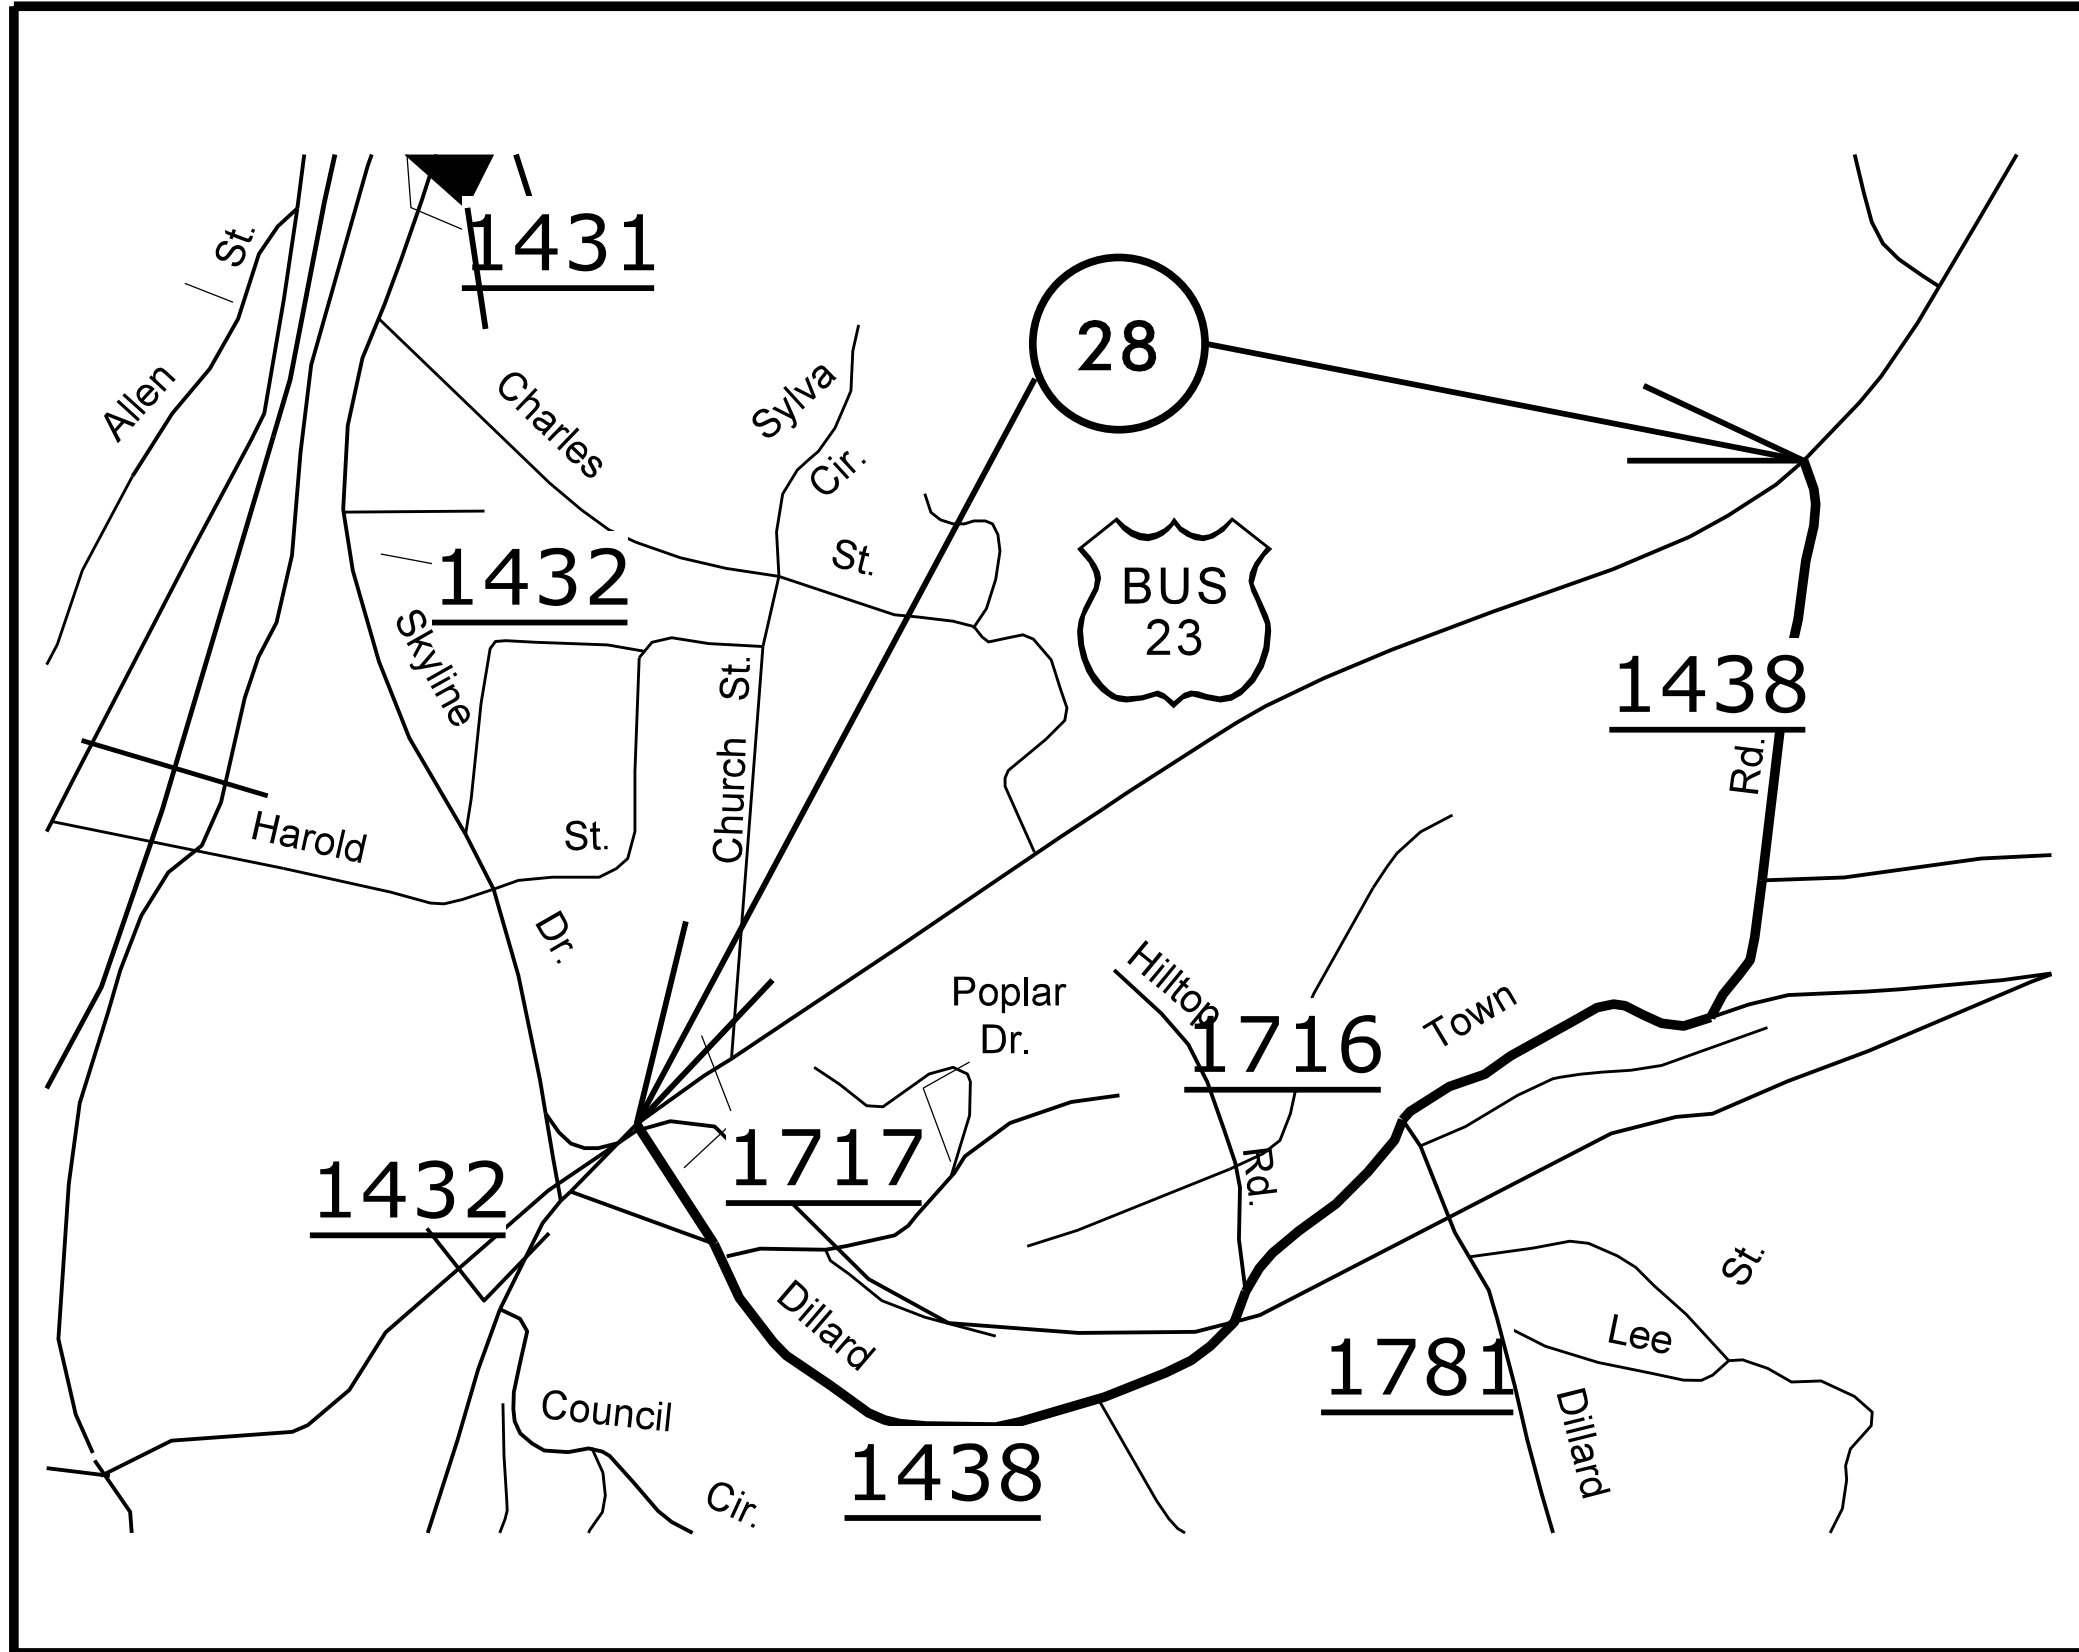 St.
1431
28
Allen
Charles
Sylva
Cir.
St.
1432
BUS
23
Skyline
St.
1438
Rd.
Church
Harold
St.
Dr.
Hilltop
Poplar
Dr.
1716
Town
1717
1432
Rd.
St.
Dillard
Lee
1781
Council
Dillard
1438
Cir.